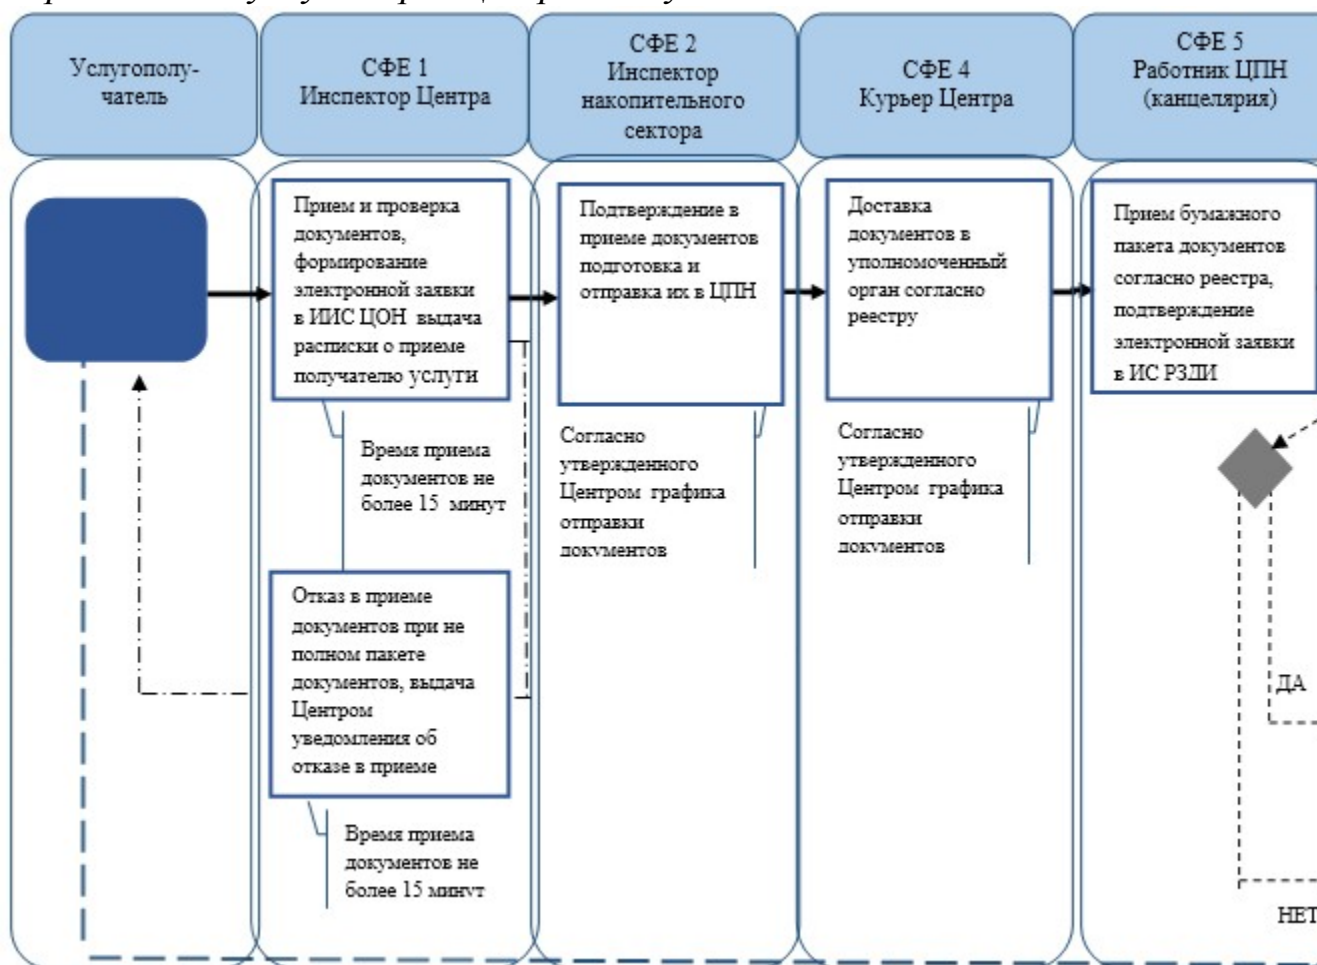 Услугополу-
чатель
СФЕ 1
Инспектор Центра
СФЕ 2
Инспектор
накопительного
сектора
СФЕ 4
Курьер Центра
СФЕ 5
Работник ЦПН
(канцелярия)
Прием и проверка
документов,
формирование
электронной заявки
в ИИС ЦОН выдача
расписки о приеме
получателю услуги
Время приема
документов не
более 15 минут
Отказ в приеме
документов при не
полном пакете
документов, выдача
Центром
уведомления об
отказе в приеме
Время приема
документов не
более 15 минут
Подтверждение в
приеме документов
подготовка и
отправка их в ЦПН
Согласно
утвержденного
Центром графика
отправки
документов
Доставка
документов в
уполномоченный
орган согласно
реестру
Согласно
утвержденного
Центром графика
отправки
документов
Прием бумажного
пакета документов
согласно реестра,
подтверждение
электронной заявки
в ИС РЗДИ
ДА
НЕТ